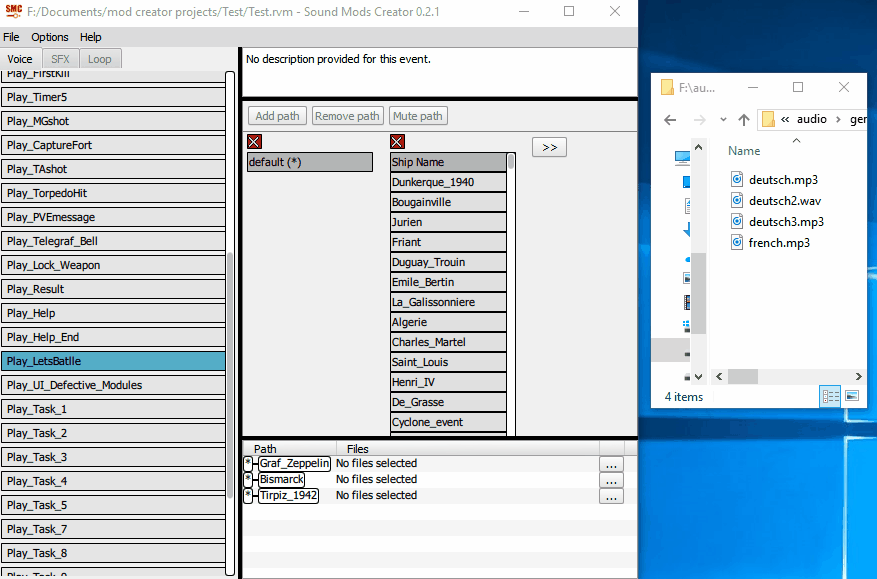 SMC F:/Documents/mod creator projects/Test/Test.rvm - Sound Mods Creator 0.2.1
File Options Help
Voice SFX Loop
Play_FirstKill
Play_Timer5
Play_MGshot
Play_CaptureFort
Play_TAshot
Play_TorpedoHit
Play_PVEmessage
Play_Telegraf_Bell
Play_Lock_Weapon
Play_Result
Play_Help
Play_Help_End
Play_LetsBatlle
Play_UI_Defective_Modules
Play_Task_1
Play_Task_2
Play_Task_3
Play_Task_4
Play_Task_5
Play_Task_7
Play_Task_8
No description provided for this event.
Add path Remove path Mute path
default (*)
Ship Name
Dunkerque_1940
Bougainville
Jurien
Friant
Duguay_Trouin
Emile_Bertin
La_Galissonniere
Algerie
Charles_Martel
Saint_Louis
Henri_IV
De_Grasse
Cyclone_event
>>
Path Files
* Graf_Zeppelin No files selected ...
* Bismarck No files selected ...
* Tirpiz_1942 No files selected ...
F:\au...
« audio > ger
Name
deutsch.mp3
deutsch2.wav
deutsch3.mp3
french.mp3
4 items